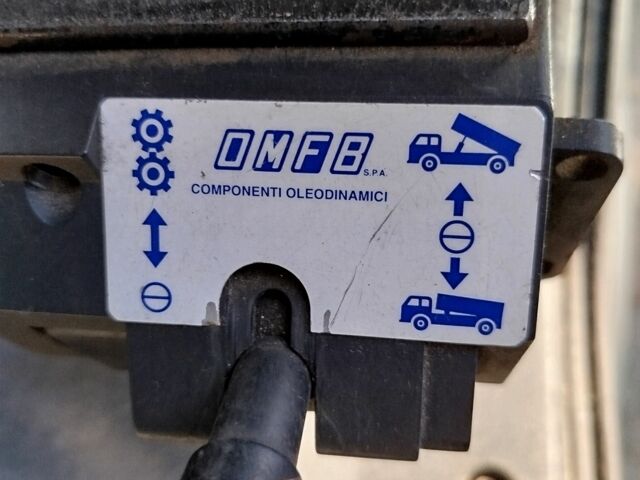 OMFB S.P.A.
COMPONENTI OLEODINAMICI